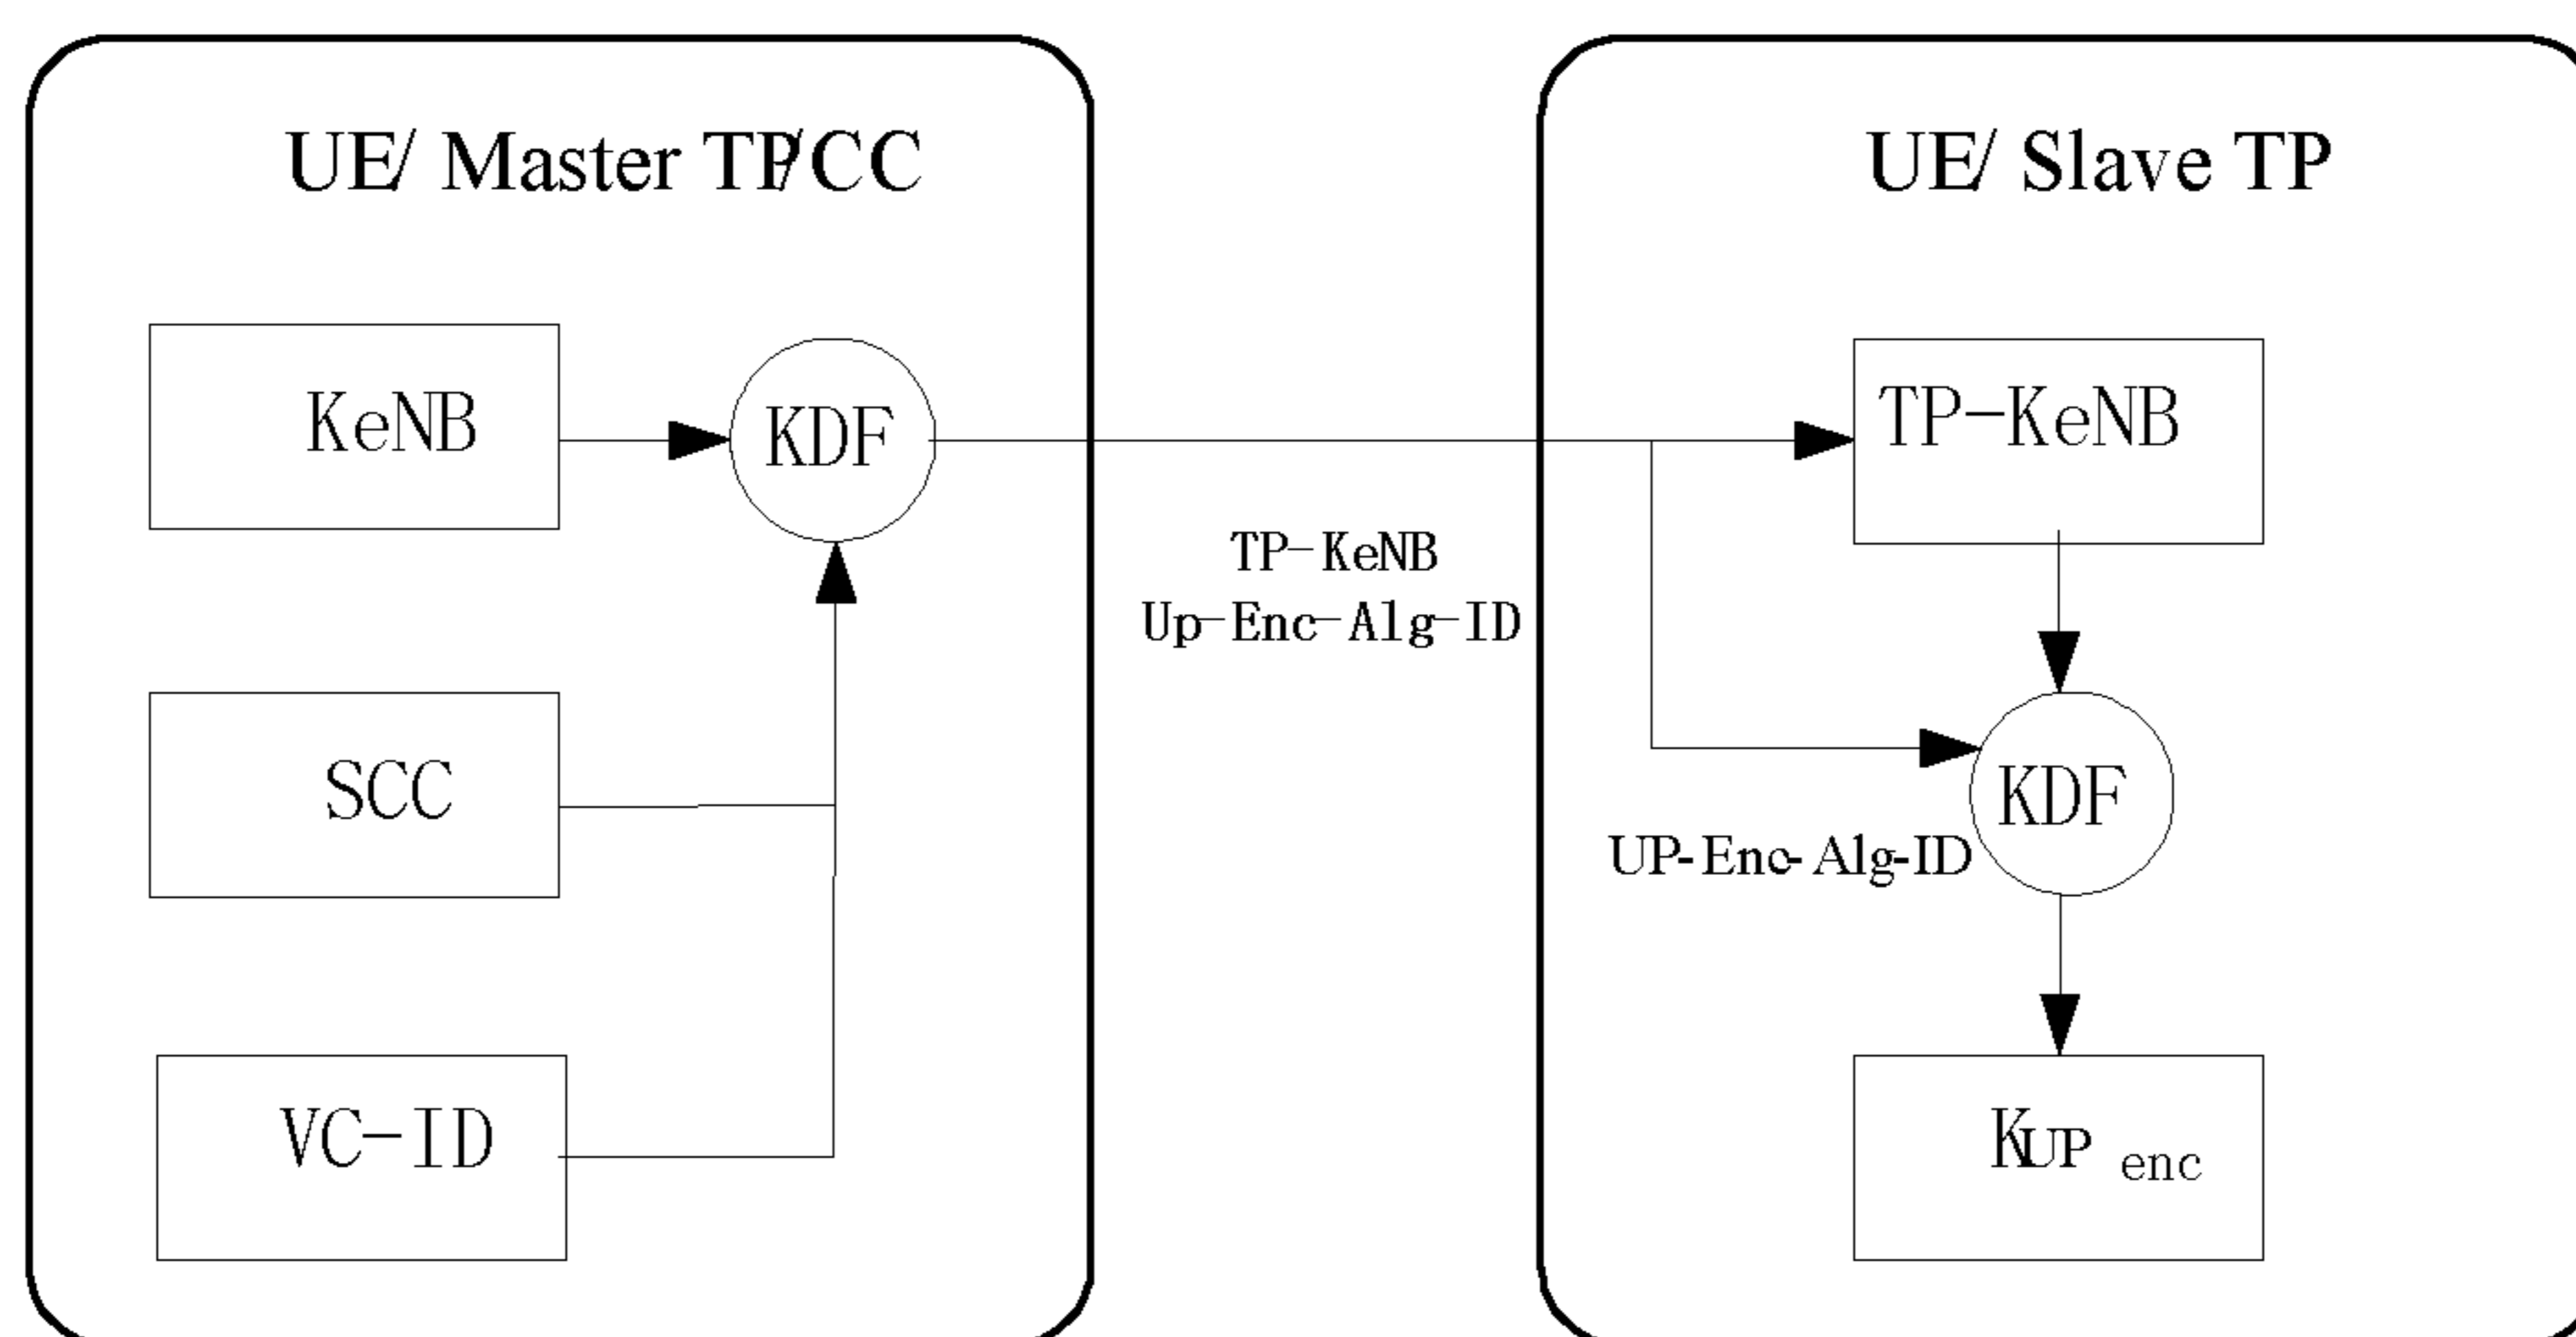 UE/ Master TP/CC
KeNB
KDF
SCC
VC-ID
TP-KeNB
Up-Enc-Alg-ID
UE/ Slave TP
TP-KeNB
KDF
UP-Enc-Alg-ID
KUP enc